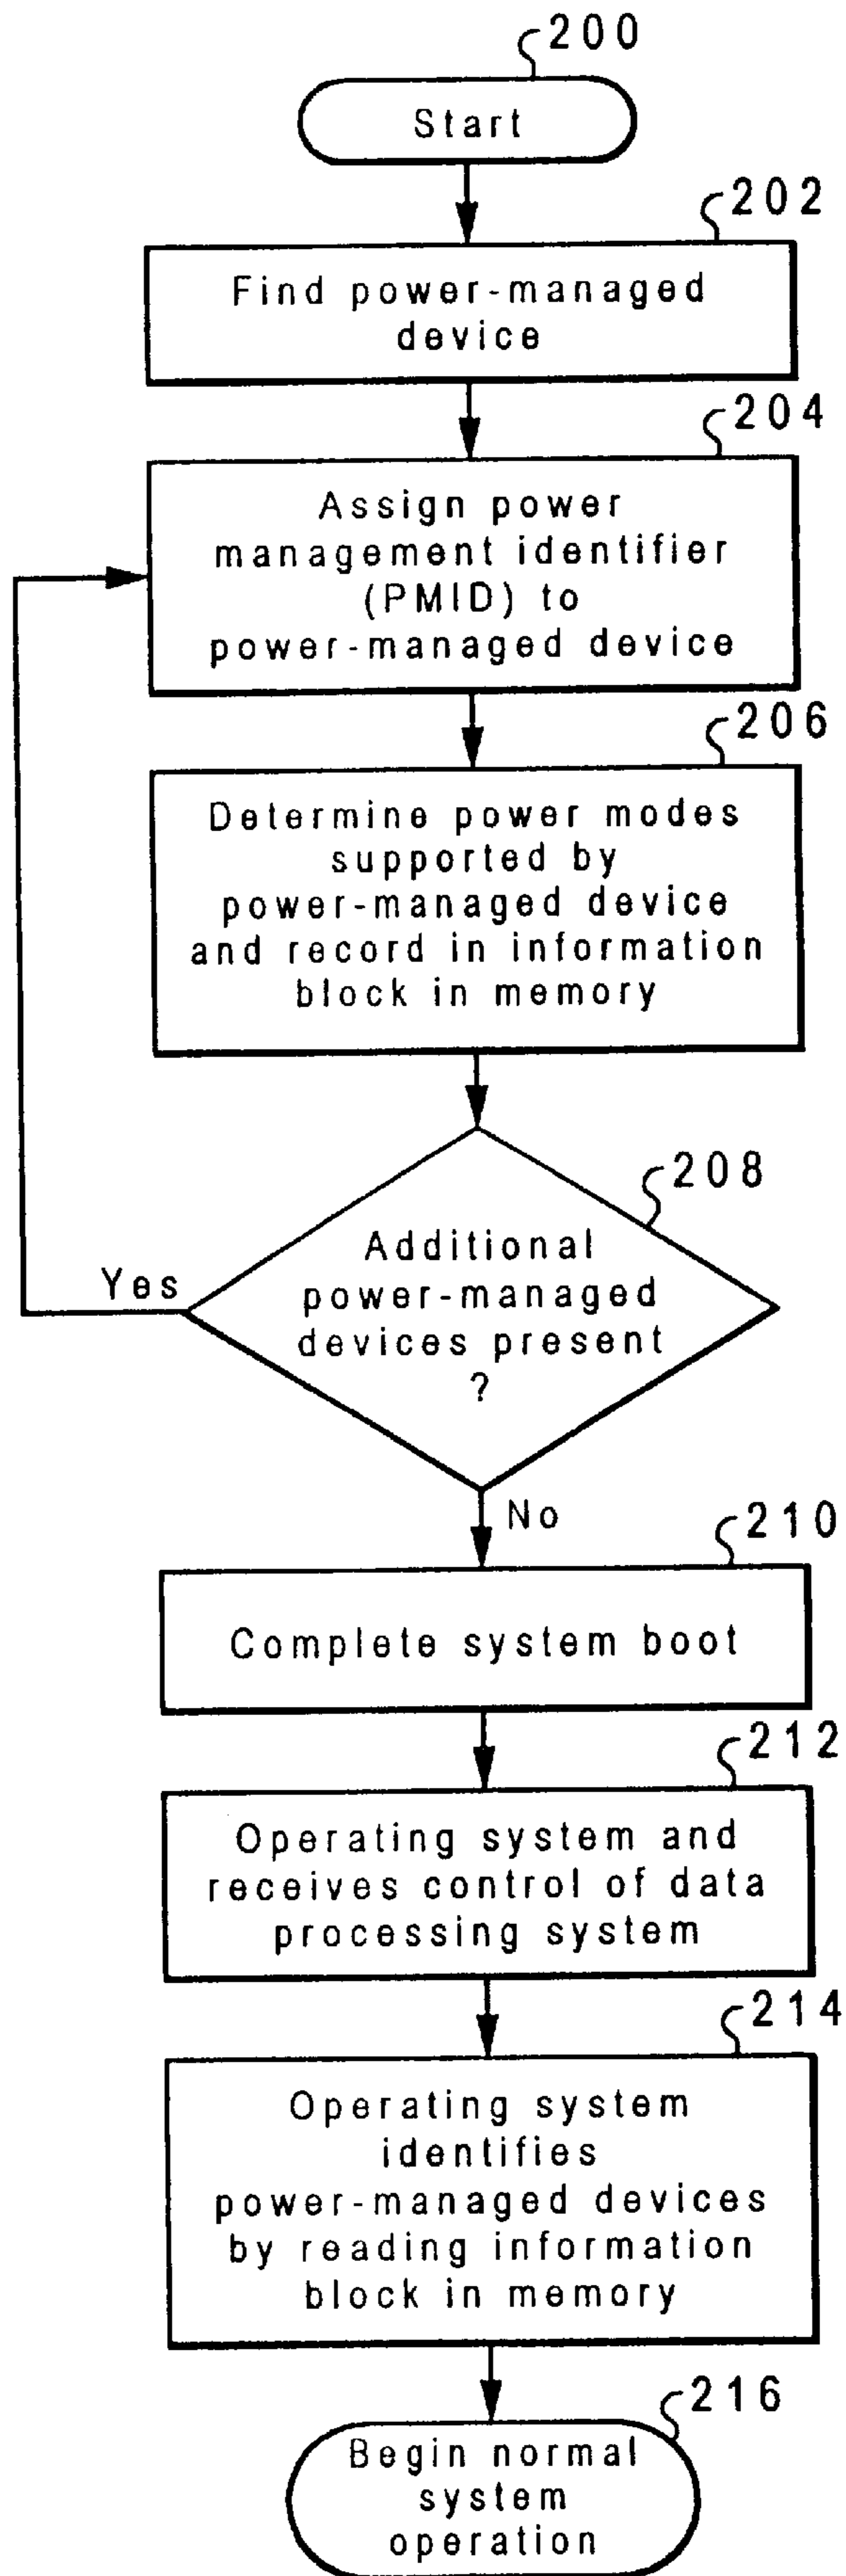 200
Start
202
Find power-managed
device
204
Assign power
management identifier
(PMID) to
power-managed device
206
Determine power modes
supported by
power-managed device
and record in information
block in memory
208
Additional
power-managed
devices present
?
Yes
No
210
Complete system boot
212
Operating system and
receives control of data
processing system
214
Operating system
identifies
power-managed devices
by reading information
block in memory
216
Begin normal
system
operation